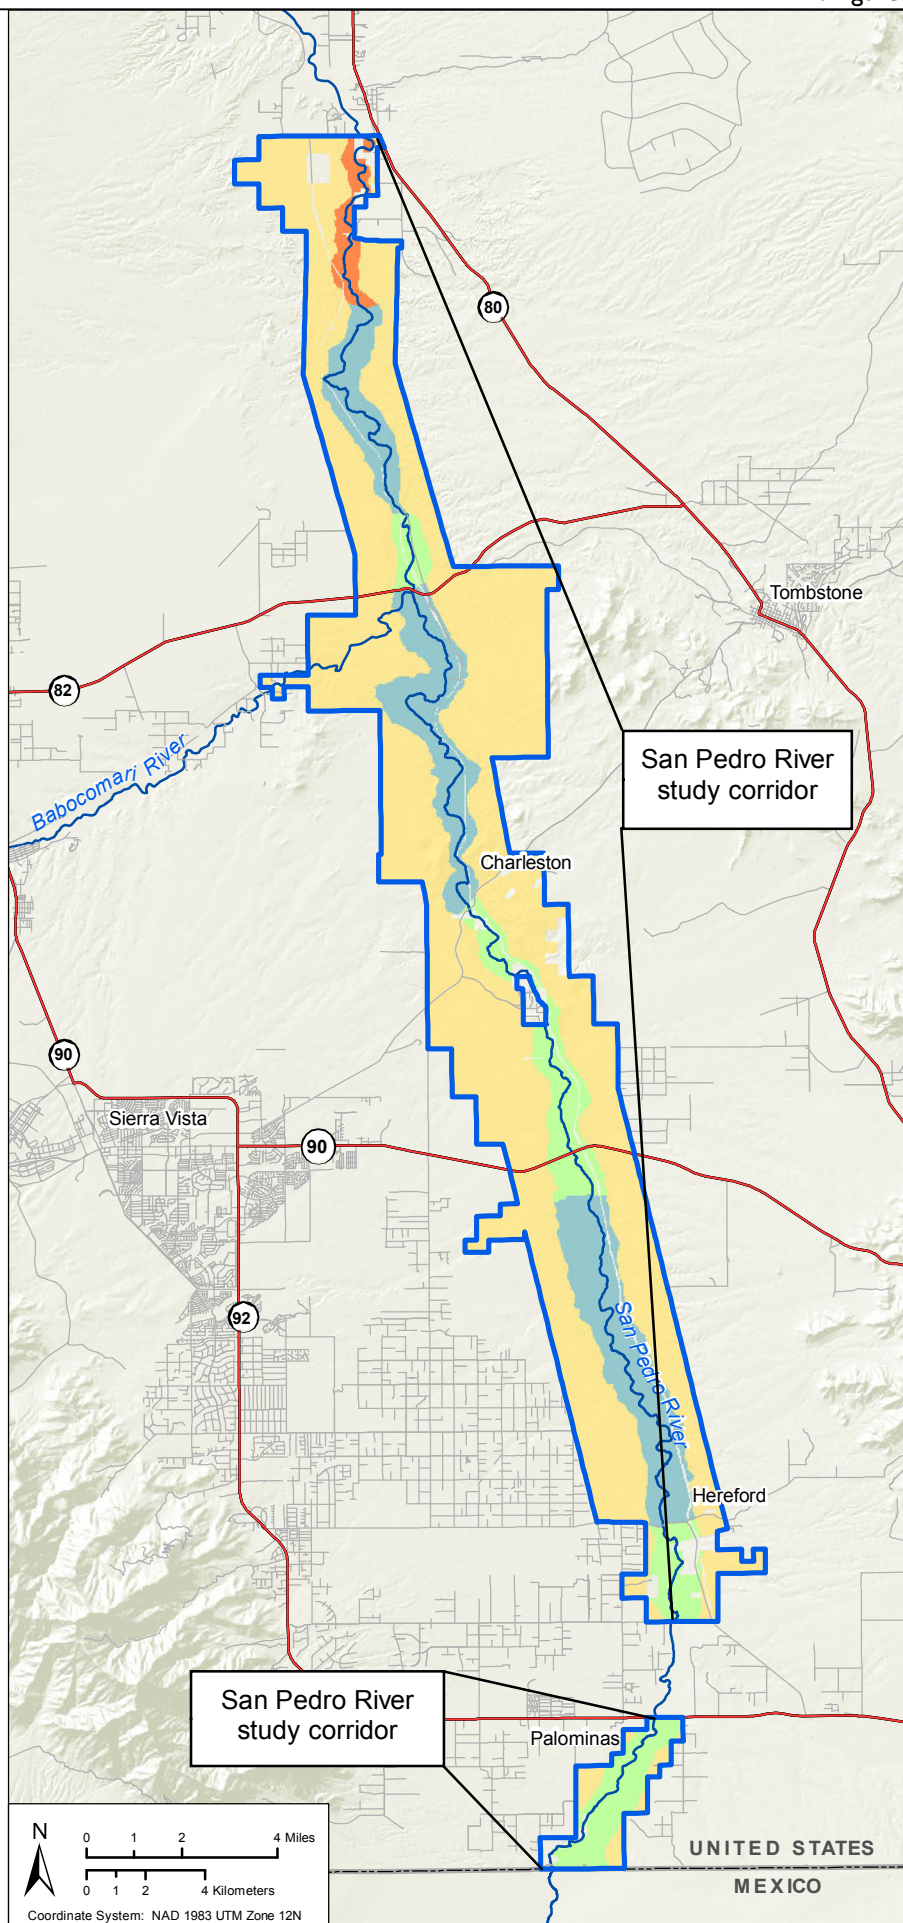 80
Tombstone
82
Babocomari River
San Pedro River
study corridor
Charleston
90
Sierra Vista
90
92
San Pedro River
Hereford
San Pedro River
study corridor
Palominas
N
0 1 2 4 Miles
0 1 2 4 Kilometers
Coordinate System: NAD 1983 UTM Zone 12N
UNITED STATES
MEXICO